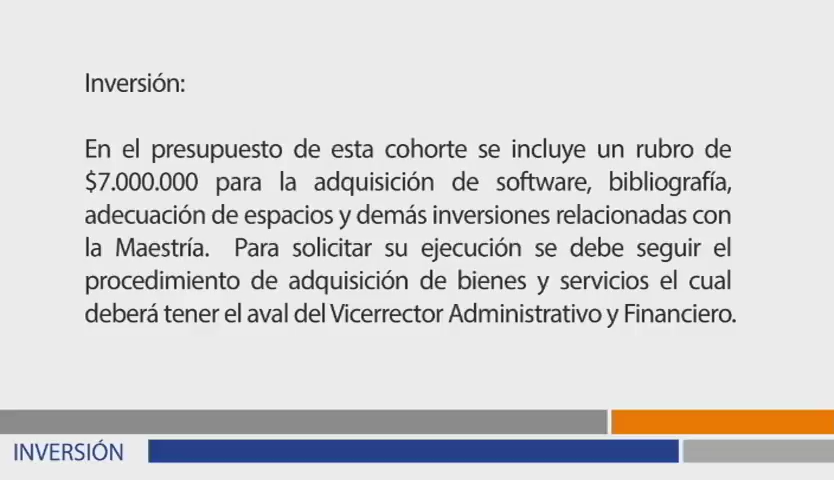 Inversión:
En el presupuesto de esta cohorte se incluye un rubro de
$7.000.000 para la adquisición de software, bibliografía,
adecuación de espacios y demás inversiones relacionadas con
la Maestría. Para solicitar su ejecución se debe seguir el
procedimiento de adquisición de bienes y servicios el cual
deberá tener el aval del Vicerrector Administrativo y Financiero.
INVERSIÓN